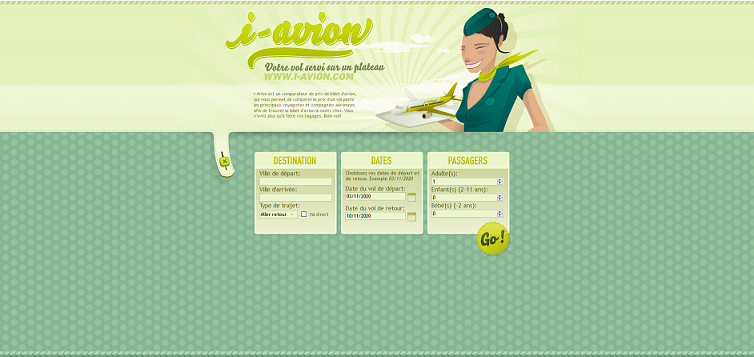 i-avion
Votre vol servi sur un plateau
WWW.I-AVION.COM
I-Avion est un comparateur de prix de billet d'avion,
qui vous permet de comparer le prix d'un vol parmi
les principaux voyagistes et compagnies aériennes
afin de trouver le billet d'avion le moins cher. Vous
n'avez plus qu'à faire vos bagages. Bon vol!
DESTINATION
Ville de départ:
Ville d'arrivée:
Type de trajet:
Aller retour
Vol direct
DATES
Choisissez vos dates de départ et
de retour. Exemple 03/11/2020
Date du vol de départ:
03/11/2020
Date du vol de retour:
10/11/2020
PASSAGERS
Adulte(s):
1
Enfant(s) (2-11 ans):
0
Bébé(s) (-2 ans):
0
Go!